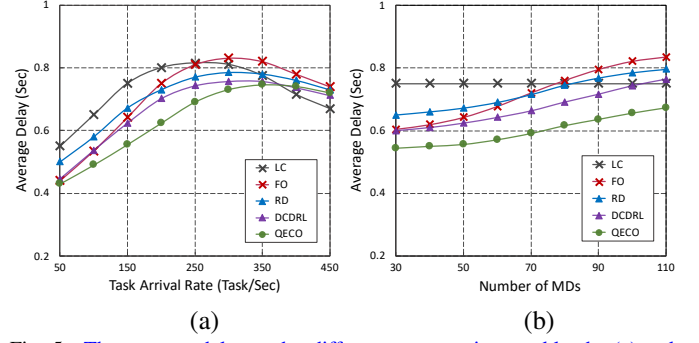 1
0.8
0.6
0.4
0.2
Average Delay (Sec)
LC
FO
RD
DCDRL
QECO
50
150
250
350
450
Task Arrival Rate (Task/Sec)
(a)
1
0.8
0.6
0.4
0.2
Average Delay (Sec)
LC
FO
RD
DCDRL
QECO
30
50
70
90
110
Number of MDs
(b)